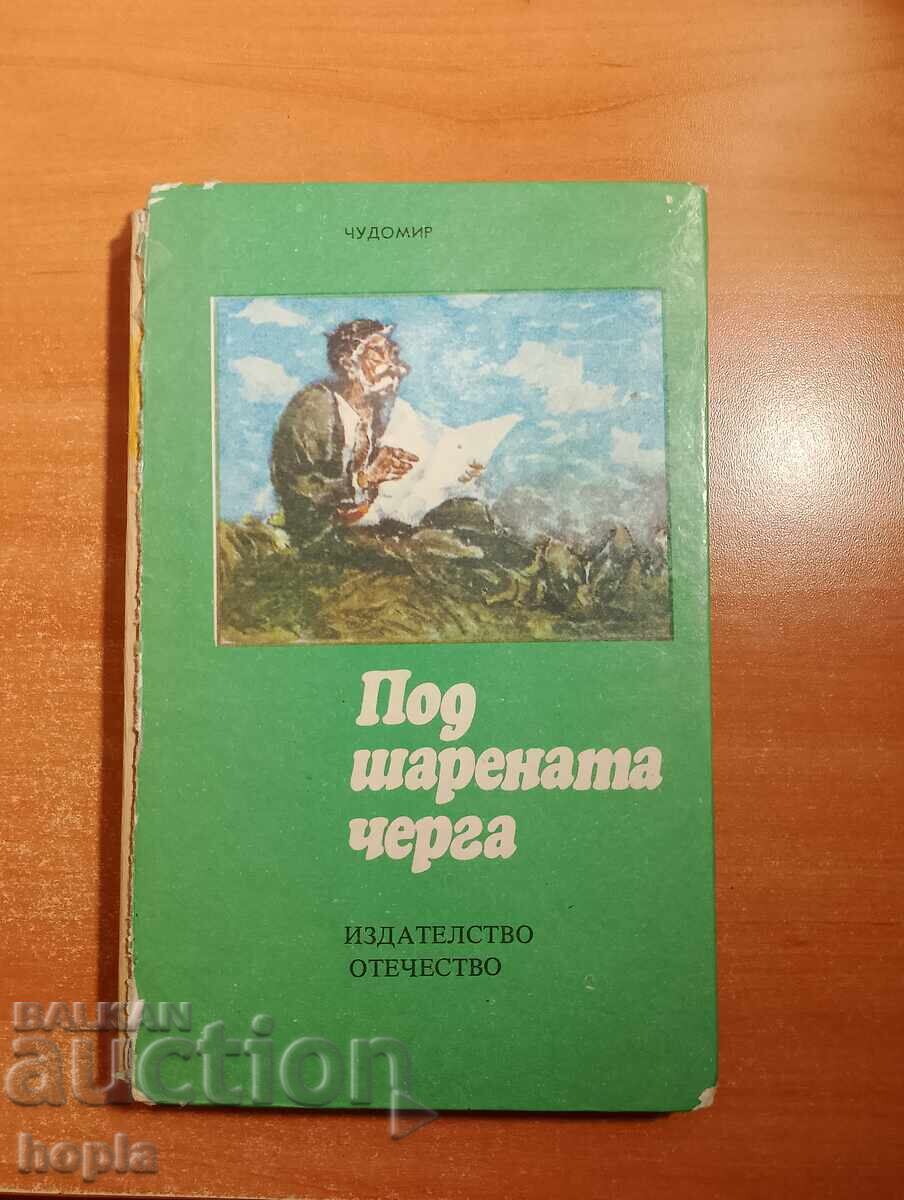 ЧУДОМИР
Под
шарената
черга
ИЗДАТЕЛСТВО
ОТЕЧЕСТВО
BALKAN
auction
hopla